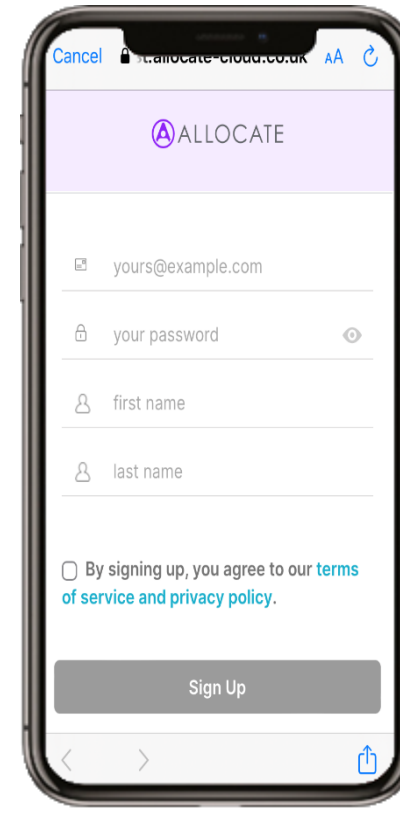 Cancel .allocate-cloud.co.uk AA
ALLOCATE
yours@example.com
your password
first name
last name
By signing up, you agree to our terms
of service and privacy policy.
Sign Up